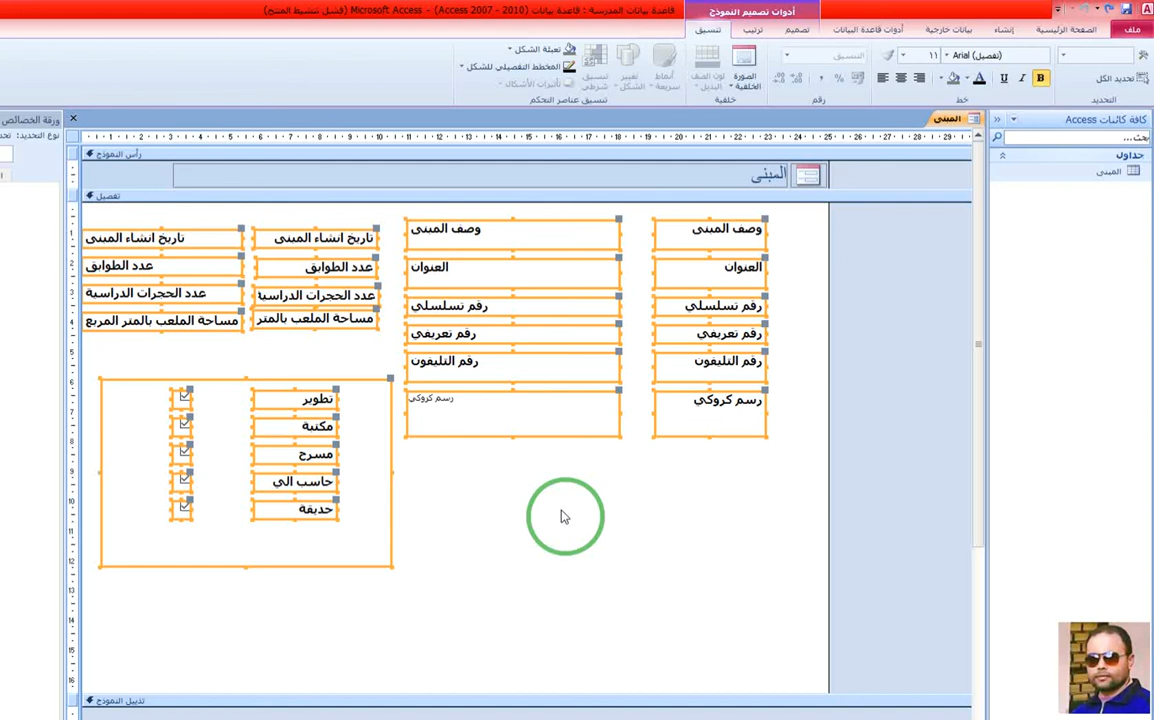 أدوات تصميم النموذج
قاعدة بيانات المدرسة : قاعدة بيانات (Access 2007 - 2010) - Microsoft Access (فشل تنشيط المنتج)
ملف
الصفحة الرئيسية
إنشاء
بيانات خارجية
أدوات قاعدة البيانات
تصميم
ترتيب
تنسيق
Arial (تفصيل)
١١
التنسيق
الصورة الخلفية
لون الصف البديل
أنماط سريعة
تغيير الشكل
تنسيق شرطي
تعبئة الشكل
المخطط التفصيلي للشكل
تأثيرات الأشكال
تحديد الكل
B I U A
التحديد
خط
رقم
خلفية
تنسيق عناصر التحكم
كافة كائنات Access
بحث...
جداول
المبنى
المبنى
ورقة الخصائص
نوع التحديد: تحد
رأس النموذج
المبنى
تفصيل
وصف المبنى
وصف المبنى
تاريخ انشاء المبنى
تاريخ انشاء المبنى
العنوان
العنوان
عدد الطوابق
عدد الطوابق
رقم تسلسلي
رقم تسلسلي
عدد الحجرات الدراسية
عدد الحجرات الدراسية
رقم تعريفي
رقم تعريفي
مساحة الملعب بالمتر
مساحة الملعب بالمتر المربع
رقم التليفون
رقم التليفون
رسم كروكي
رسم كروكي
تطوير
مكتبة
مسرح
حاسب الي
حديقة
تذييل النموذج